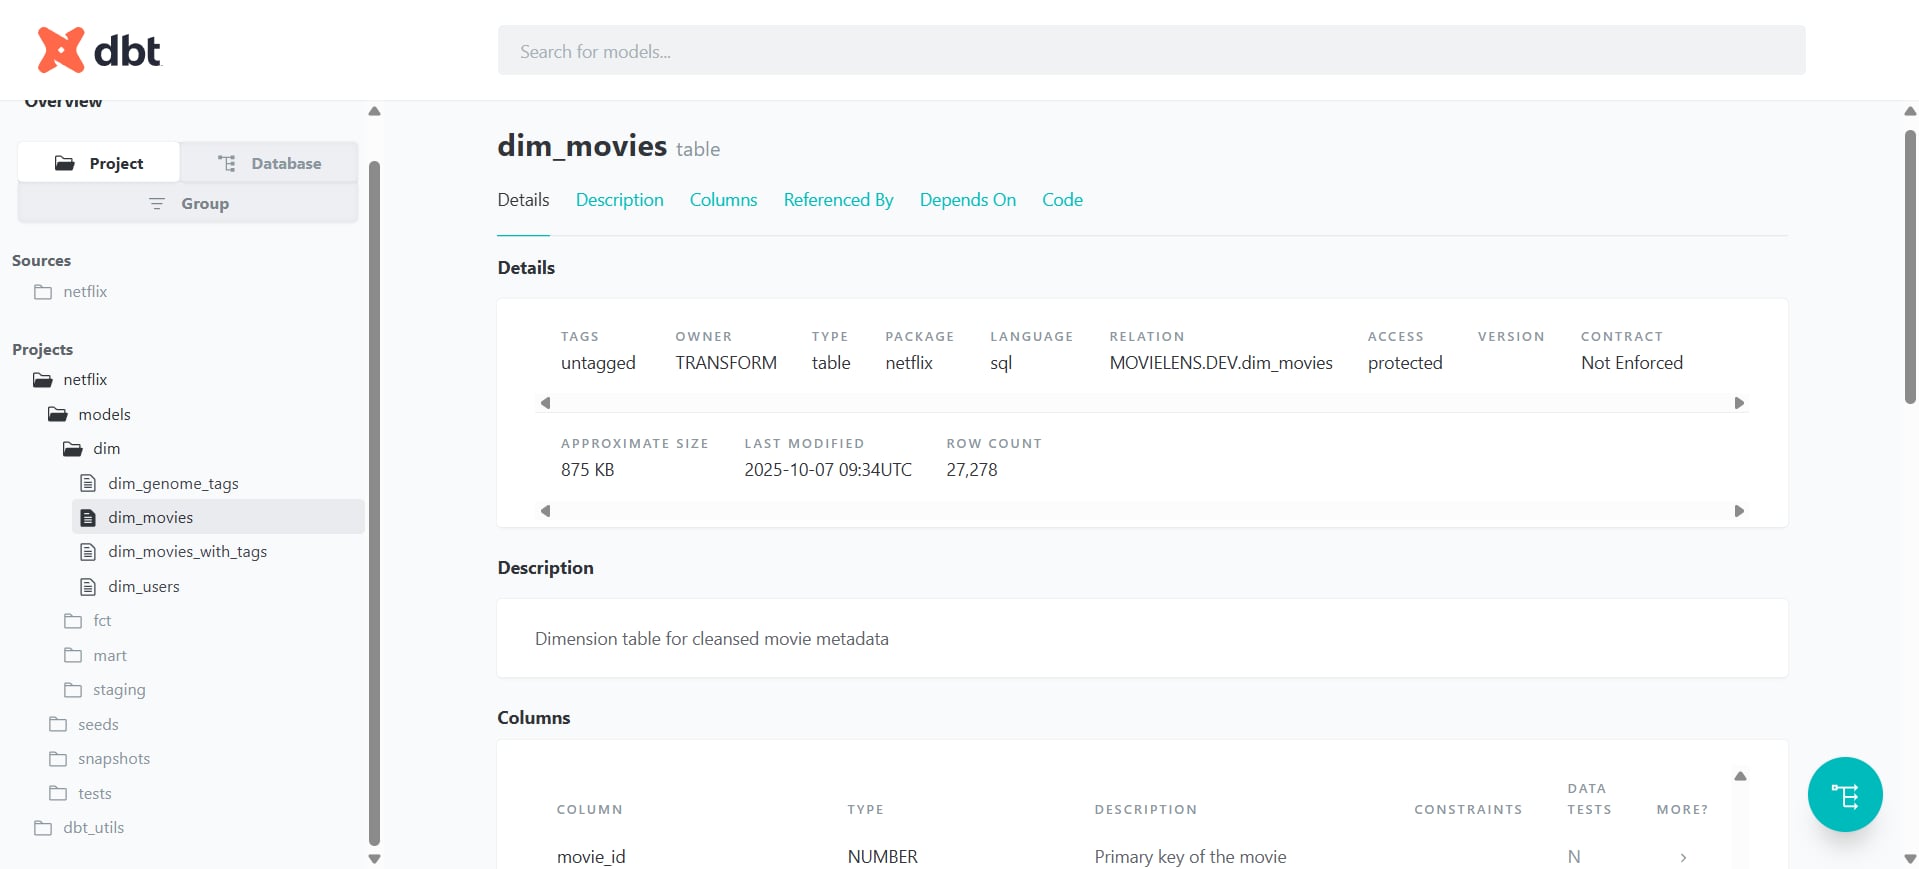 dbt
Search for models...
Overview
Project
Database
Group
Sources
netflix
Projects
netflix
models
dim
dim_genome_tags
dim_movies
dim_movies_with_tags
dim_users
fct
mart
staging
seeds
snapshots
tests
dbt_utils
dim_movies table
Details Description Columns Referenced By Depends On Code
Details
TAGS OWNER TYPE PACKAGE LANGUAGE RELATION ACCESS VERSION CONTRACT
untagged TRANSFORM table netflix sql MOVIELENS.DEV.dim_movies protected Not Enforced
APPROXIMATE SIZE LAST MODIFIED ROW COUNT
875 KB 2025-10-07 09:34UTC 27,278
Description
Dimension table for cleansed movie metadata
Columns
COLUMN TYPE DESCRIPTION CONSTRAINTS DATA TESTS MORE?
movie_id NUMBER Primary key of the movie N